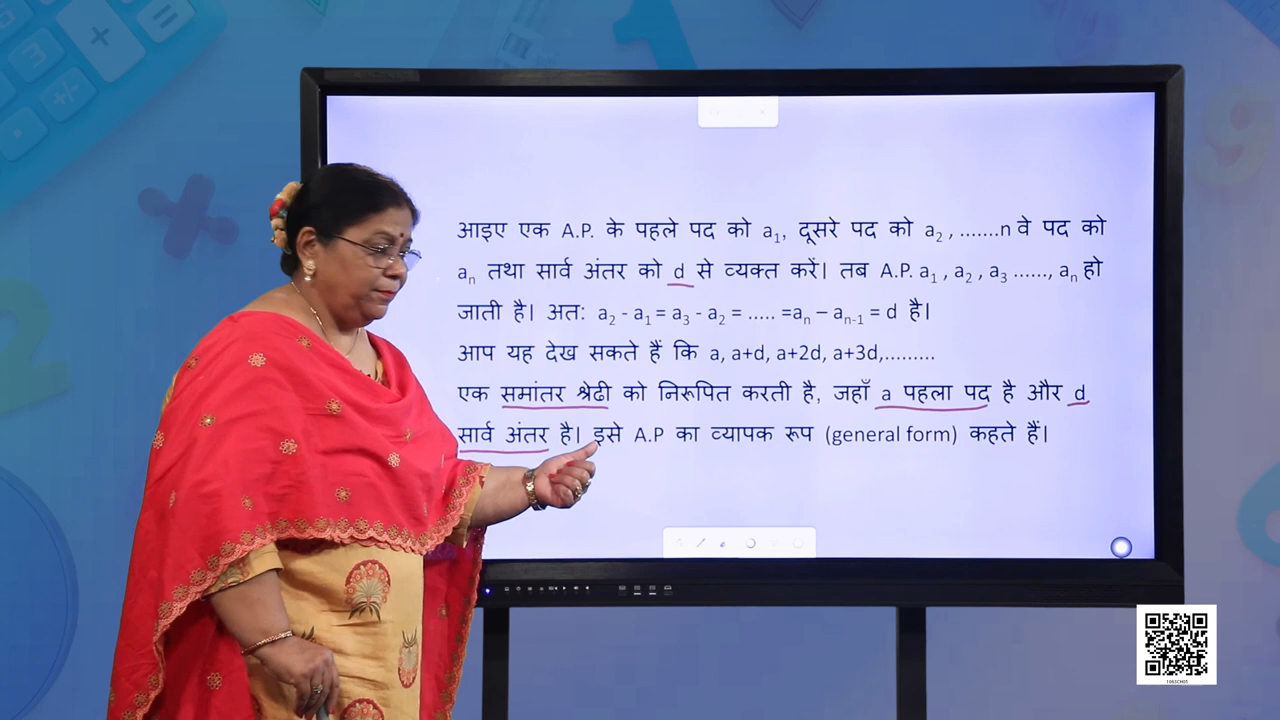 आइए एक A.P. के पहले पद को a₁, दूसरे पद को a₂ , .......n वे पद को
aₙ तथा सार्व अंतर को d से व्यक्त करें। तब A.P. a₁ , a₂ , a₃ ......, aₙ हो
जाती है। अत: a₂ - a₁ = a₃ - a₂ = ..... =aₙ – aₙ₋₁ = d है।
आप यह देख सकते हैं कि a, a+d, a+2d, a+3d,.........
एक समांतर श्रेढी को निरूपित करती है, जहाँ a पहला पद है और d
सार्व अंतर है। इसे A.P का व्यापक रूप (general form) कहते हैं।
1063CH05